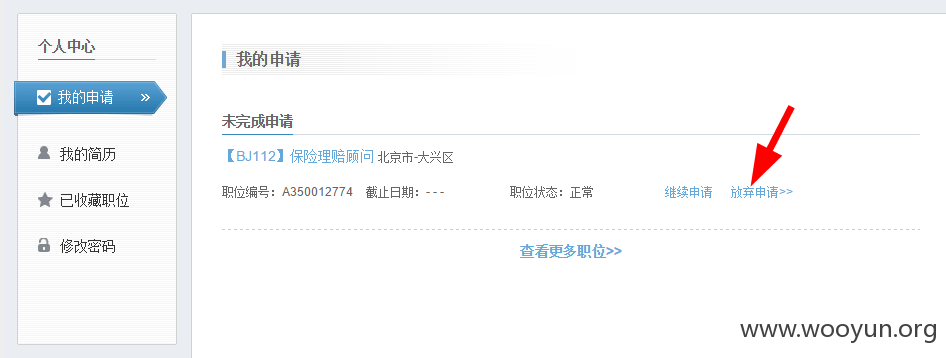 个人中心
我的申请 »
我的简历
已收藏职位
修改密码
我的申请
未完成申请
【BJ112】保险理赔顾问 北京市-大兴区
职位编号：A350012774 截止日期：--- 职位状态：正常 继续申请 放弃申请>>
查看更多职位>>
www.wooyun.org